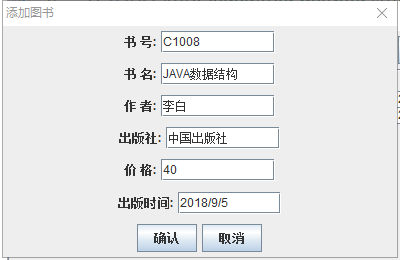 添加图书
书 号: C1008
书 名: JAVA数据结构
作 者: 李白
出版社: 中国出版社
价 格: 40
出版时间: 2018/9/5
确认 取消